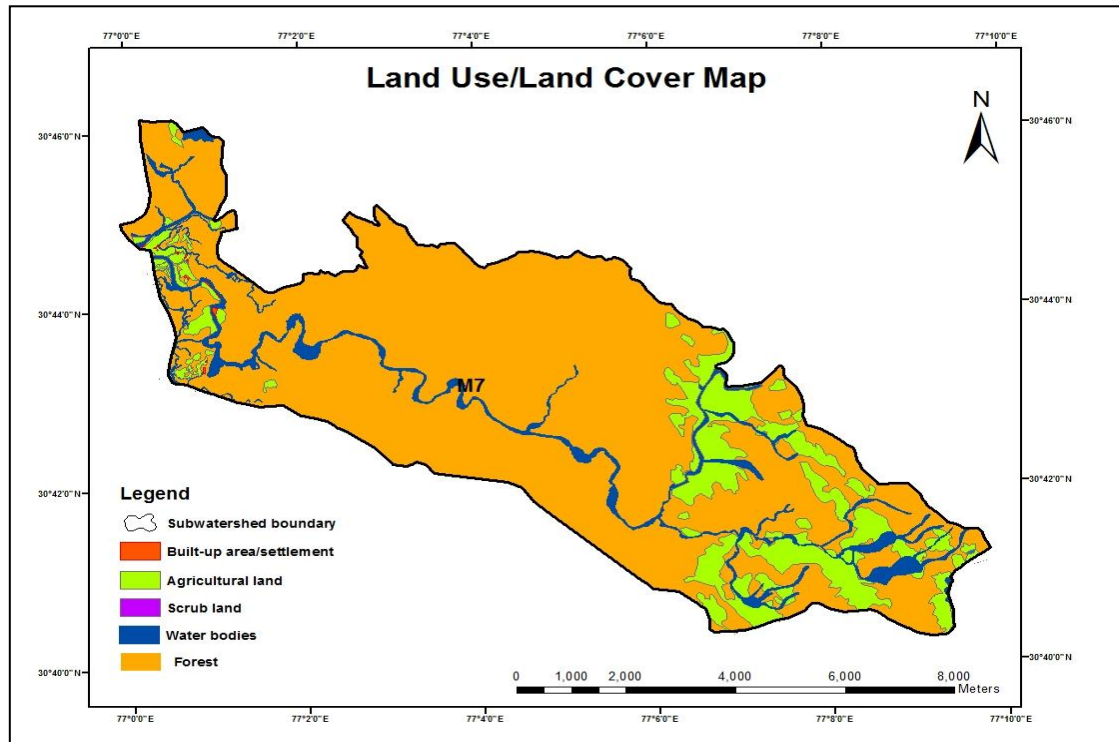 77°0'0"E 77°2'0"E 77°4'0"E 77°6'0"E 77°8'0"E 77°10'0"E
Land Use/Land Cover Map
N
30°46'0"N 30°46'0"N
30°44'0"N 30°44'0"N
M7
30°42'0"N 30°42'0"N
Legend
Subwatershed boundary
Built-up area/settlement
Agricultural land
Scrub land
Water bodies
Forest
30°40'0"N 30°40'0"N
0 1,000 2,000 4,000 6,000 8,000
Meters
77°0'0"E 77°2'0"E 77°4'0"E 77°6'0"E 77°8'0"E 77°10'0"E